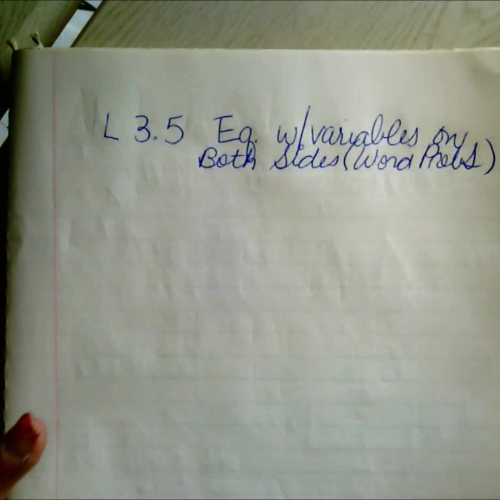 L 3.5 Eq. w/variables on
Both Sides (Word Probs)